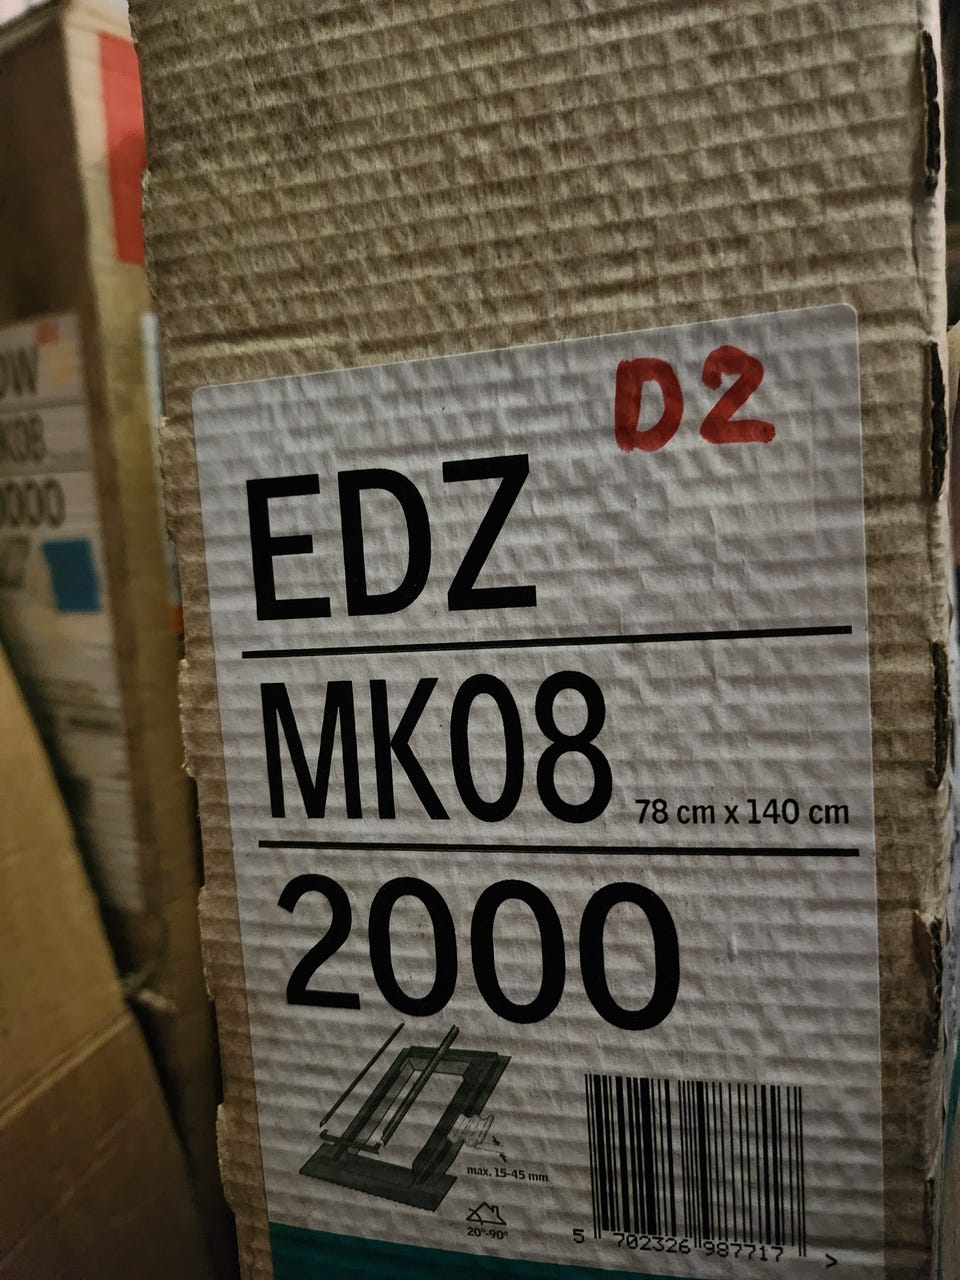 D2
EDZ
MK08 78 cm x 140 cm
2000
max. 15-45 mm
20°-90°
5 702326 987717 >